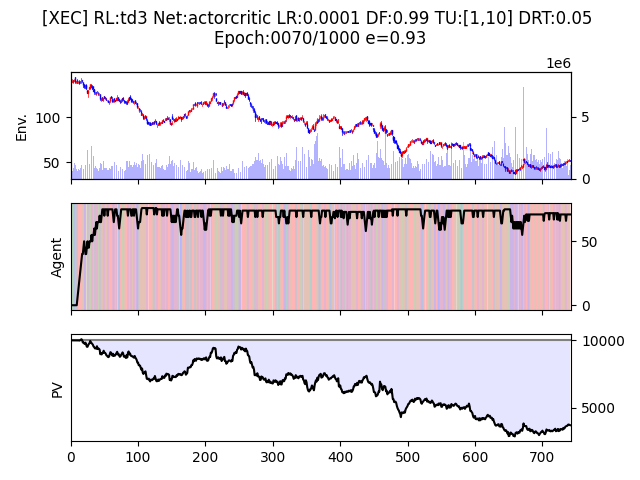 [XEC] RL:td3 Net:actorcritic LR:0.0001 DF:0.99 TU:[1,10] DRT:0.05
Epoch:0070/1000 e=0.93
1e6
Env.
100
50
5
0
Agent
50
0
PV
10000
5000
0 100 200 300 400 500 600 700